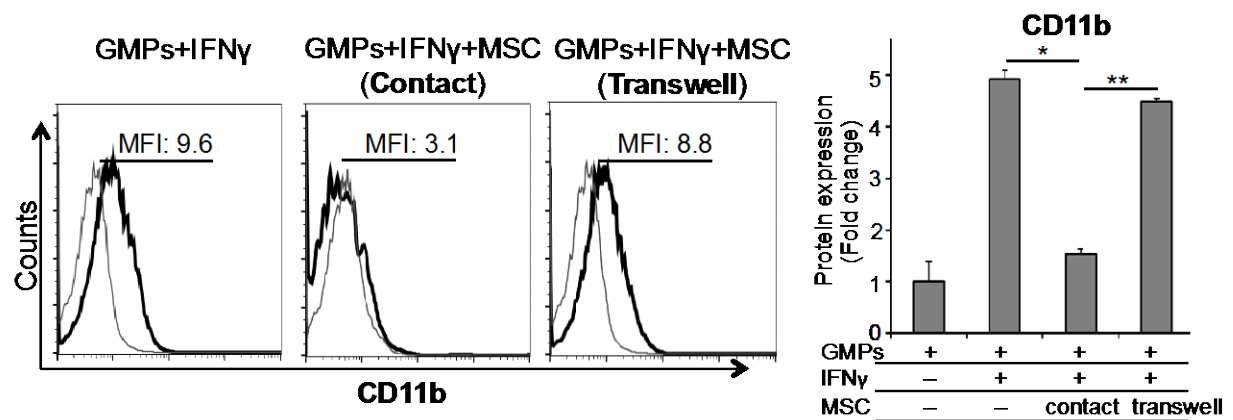 GMPs+IFNγ
GMPs+IFNγ+MSC
(Contact)
GMPs+IFNγ+MSC
(Transwell)
MFI: 9.6
MFI: 3.1
MFI: 8.8
Counts
CD11b
CD11b
Protein expression
(Fold change)
5
4
3
2
1
0
* 
**
GMPs + + + +
IFNγ – + + +
MSC – – contact transwell